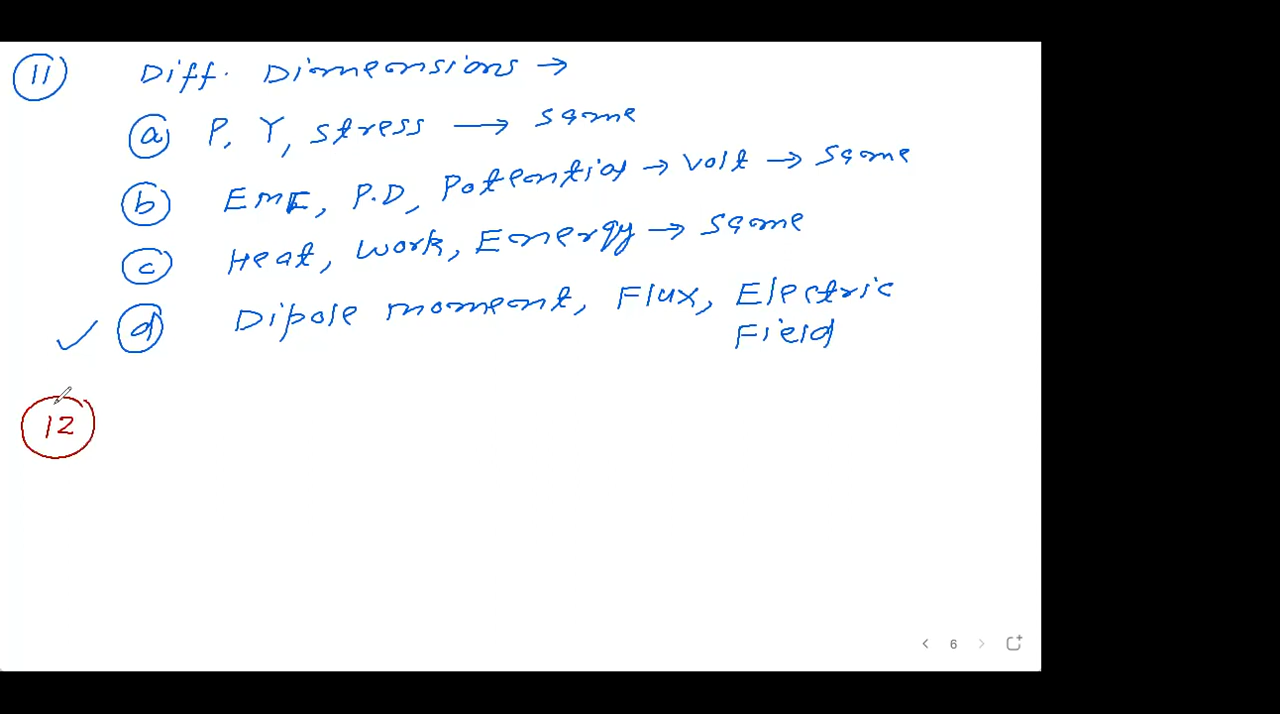 11 Diff. Dimensions →
a P, Y, stress → same
b EMF, P.D, Potential → volt → same
c Heat, work, Energy → same
✓ d Dipole moment, Flux, Electric
Field
12
< 6 >